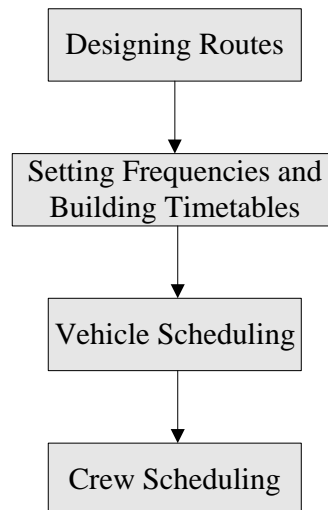 Designing Routes
Setting Frequencies and
Building Timetables
Vehicle Scheduling
Crew Scheduling